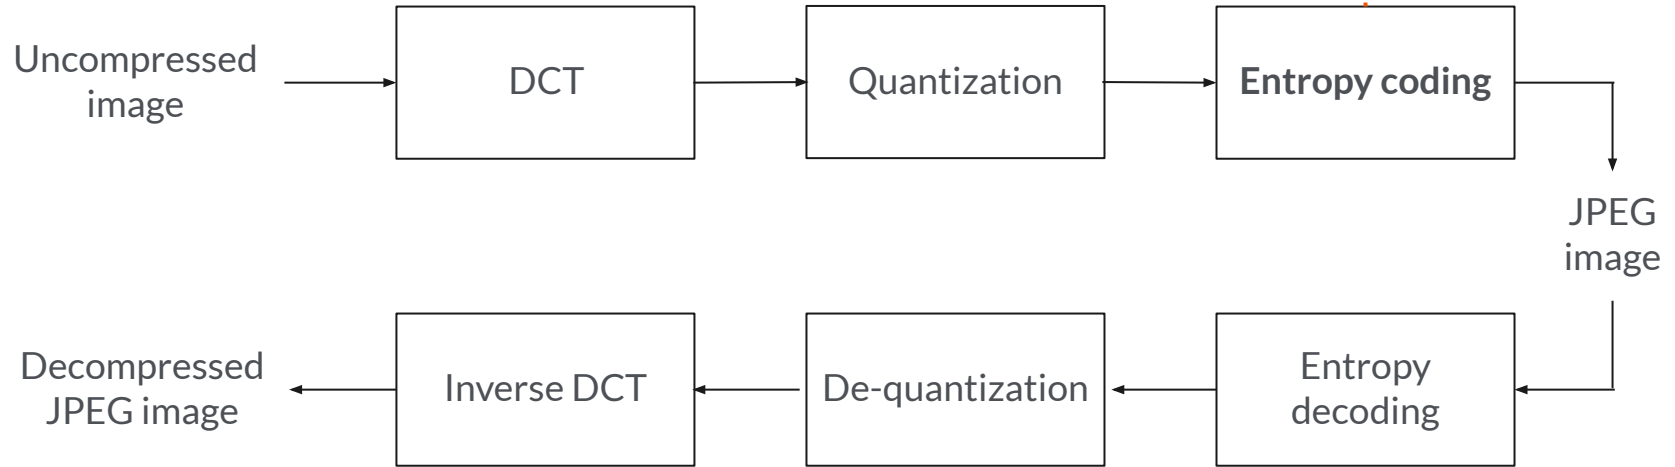 Uncompressed
image
DCT
Quantization
Entropy coding
JPEG
image
Entropy
decoding
De-quantization
Inverse DCT
Decompressed
JPEG image